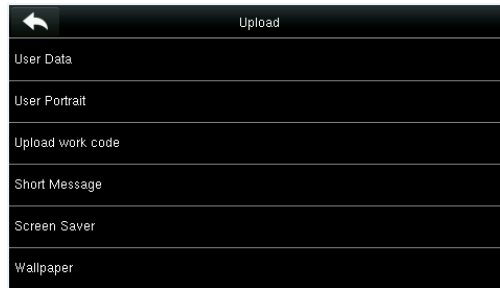 Upload
User Data
User Portrait
Upload work code
Short Message
Screen Saver
Wallpaper